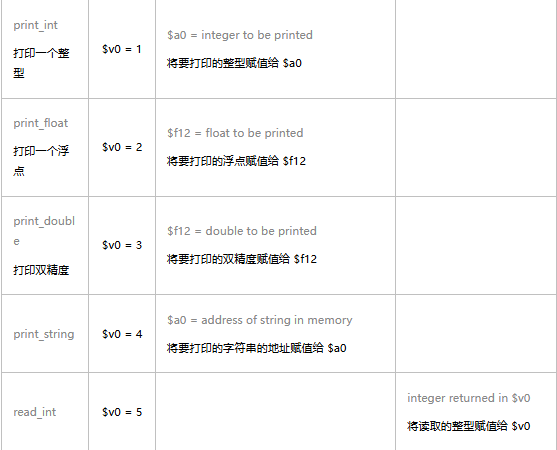 print_int
打印一个整
型
$v0 = 1
$a0 = integer to be printed
将要打印的整型赋值给 $a0
print_float
打印一个浮
点
$v0 = 2
$f12 = float to be printed
将要打印的浮点赋值给 $f12
print_doubl
e
打印双精度
$v0 = 3
$f12 = double to be printed
将要打印的双精度赋值给 $f12
print_string
$v0 = 4
$a0 = address of string in memory
将要打印的字符串的地址赋值给 $a0
read_int
$v0 = 5
integer returned in $v0
将读取的整型赋值给 $v0